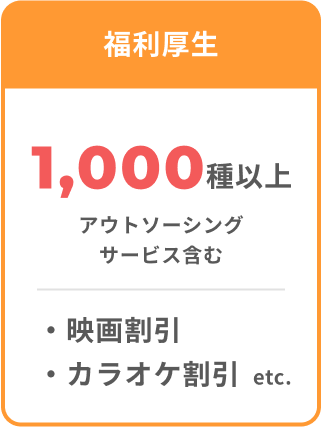 福利厚生
1,000種以上
アウトソーシング
サービス含む
・映画割引
・カラオケ割引 etc.